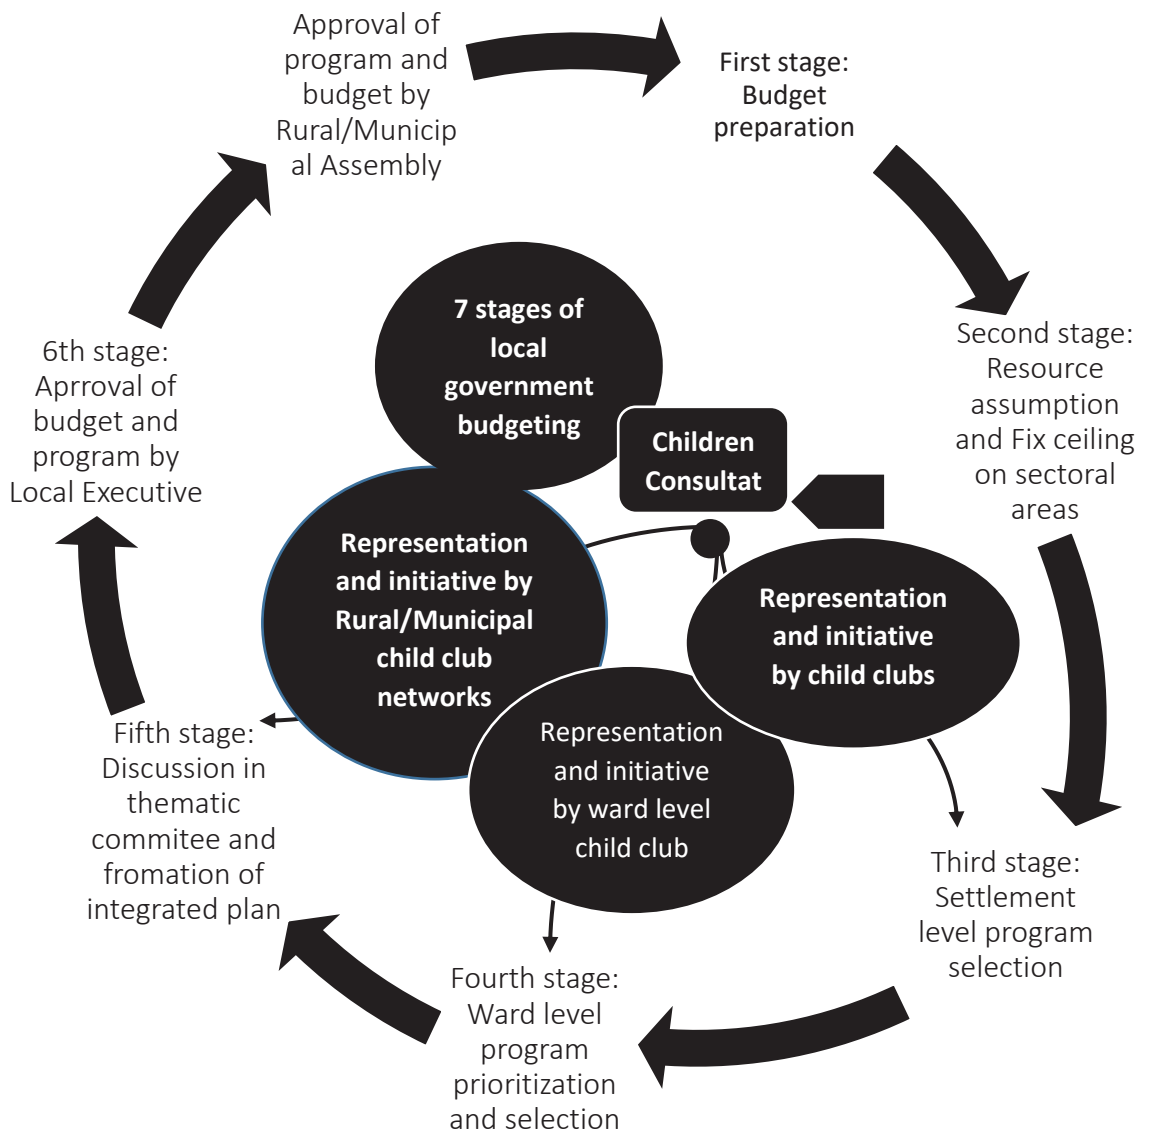 Approval of
program and
budget by
Rural/Municip
al Assembly
First stage:
Budget
preparation
Second stage:
Resource
assumption
and Fix ceiling
on sectoral
areas
Third stage:
Settlement
level program
selection
Fourth stage:
Ward level
program
prioritization
and selection
Fifth stage:
Discussion in
thematic
commitee and
fromation of
integrated plan
6th stage:
Aprroval of
budget and
program by
Local Executive
7 stages of
local
government
budgeting
Children
Consultat
Representation
and initiative by
Rural/Municipal
child club
networks
Representation
and initiative
by child clubs
Representation
and initiative
by ward level
child club